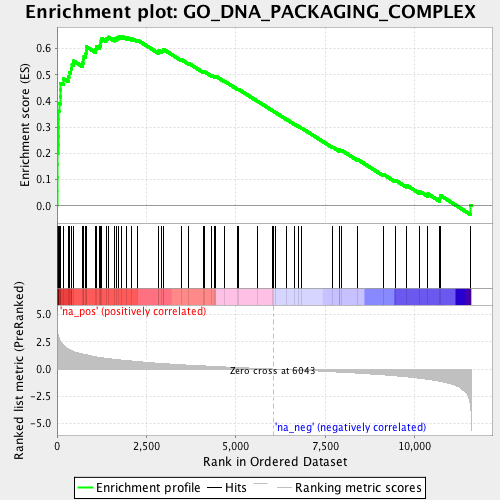 Enrichment plot: GO_DNA_PACKAGING_COMPLEX
Enrichment score (ES)
0.6
0.5
0.4
0.3
0.2
0.1
0.0
'na_pos' (positively correlated)
Ranked list metric (PreRanked)
5.0
2.5
0.0
-2.5
-5.0
Zero cross at 6043
'na_neg' (negatively correlated)
0
2,500
5,000
7,500
10,000
Rank in Ordered Dataset
Enrichment profile
Hits
Ranking metric scores